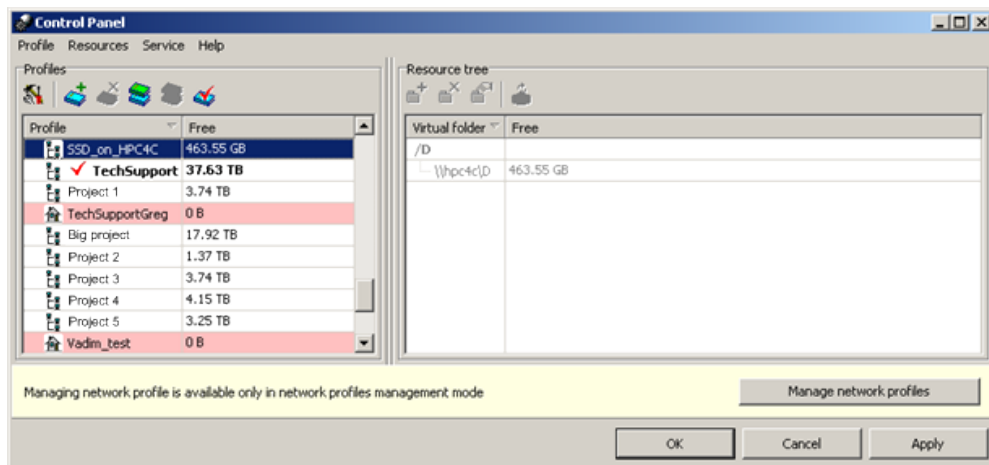 Control Panel
Profile Resources Service Help
Profiles
Resource tree
Profile Free
SSD_on_HPC4C 463.55 GB
TechSupport 37.63 TB
Project 1 3.74 TB
TechSupportGreg 0 B
Big project 17.92 TB
Project 2 1.37 TB
Project 3 3.74 TB
Project 4 4.15 TB
Project 5 3.25 TB
Vadim_test 0 B
Virtual folder Free
/D
\\hpc4c\D 463.55 GB
Managing network profile is available only in network profiles management mode
Manage network profiles
OK Cancel Apply